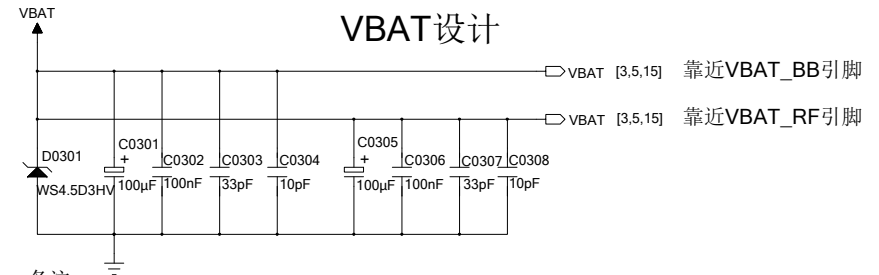 VBAT
VBAT设计
VBAT [3,5,15] 靠近VBAT_BB引脚
VBAT [3,5,15] 靠近VBAT_RF引脚
D0301
WS4.5D3HV
C0301
+
100µF
C0302
100nF
C0303
33pF
C0304
10pF
C0305
+
100µF
C0306
100nF
C0307
33pF
C0308
10pF